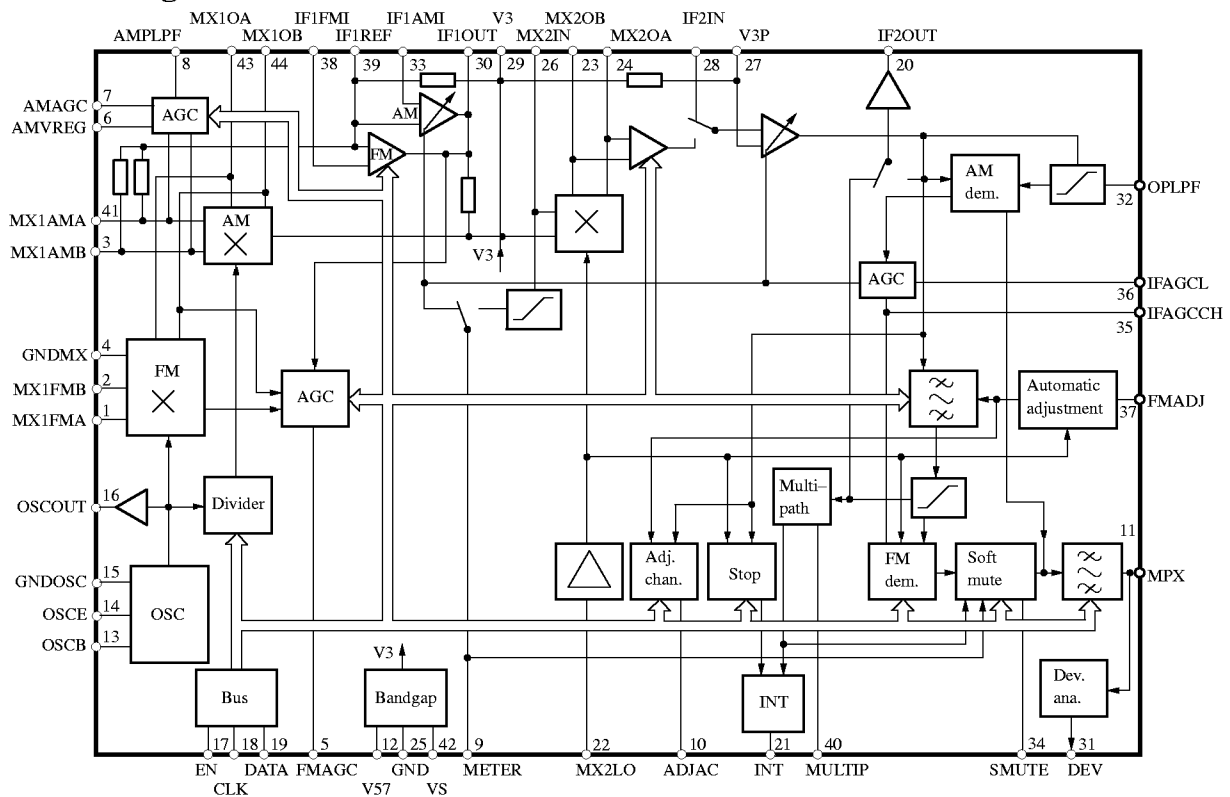 MX1OA IF1FMI IF1AMI V3 MX2OB IF2IN
AMPLPF MX1OB IF1REF IF1OUT MX2IN MX2OA V3P IF2OUT
8 43 44 38 39 33 30 29 26 23 24 28 27 20
AMAGC 7
AMVREG 6
AGC
AM
FM
AM dem.
OPLPF 32
MX1AMA 41
MX1AMB 3
AM
V3
AGC
IFAGCL 36
IFAGCCH 35
GNDMX 4
MX1FMB 2
MX1FMA 1
FM
AGC
Automatic
adjustment
FMADJ 37
OSCOUT 16
Divider
Multi–
path
11
MPX
GNDOSC 15
OSCE 14
OSCB 13
OSC
Adj.
chan.
Stop
FM
dem.
Soft
mute
V3
Bus
Bandgap
INT
Dev.
ana.
17 18 19 5 12 25 42 9 22 10 21 40 34 31
EN DATA FMAGC GND METER MX2LO ADJAC INT MULTIP SMUTE DEV
CLK V57 VS